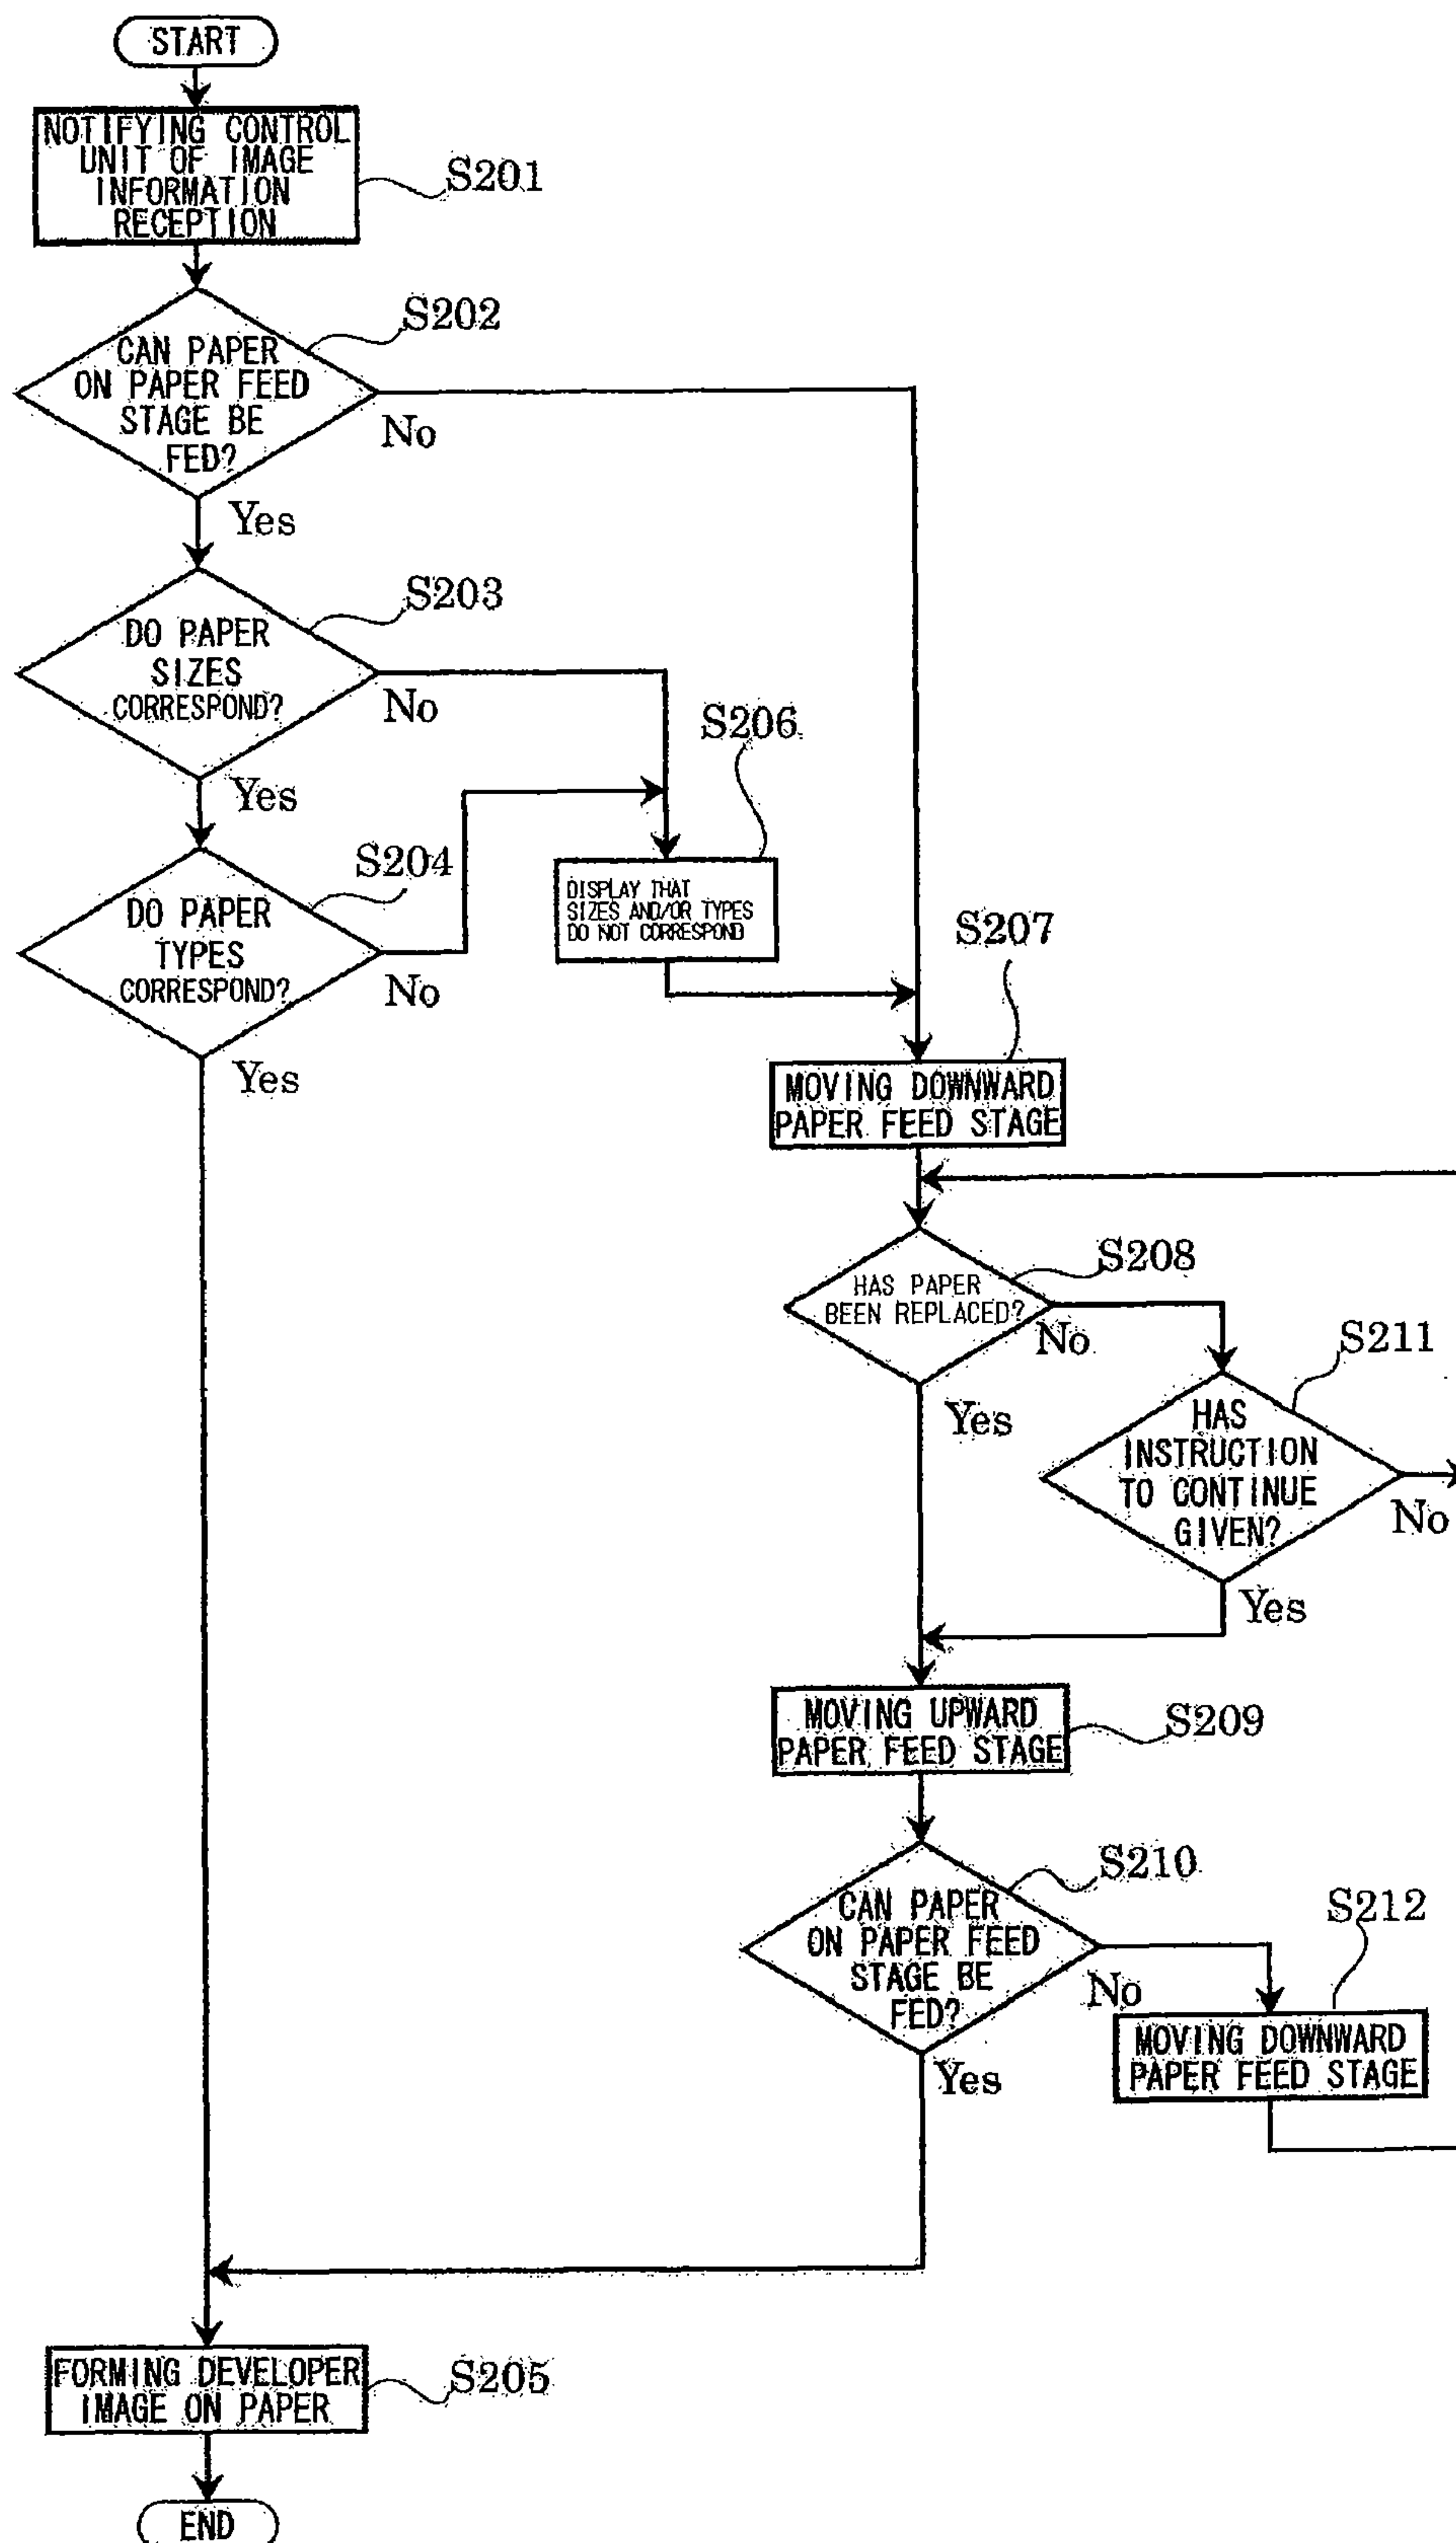 START
NOTIFYING CONTROL
UNIT OF IMAGE
INFORMATION
RECEPTION
S201
S202
CAN PAPER
ON PAPER FEED
STAGE BE
FED?
No
Yes
S203
DO PAPER
SIZES
CORRESPOND?
No
Yes
S206
S204
DO PAPER
TYPES
CORRESPOND?
No
Yes
DISPLAY THAT
SIZES AND/OR TYPES
DO NOT CORRESPOND
S207
MOVING DOWNWARD
PAPER FEED STAGE
S208
HAS PAPER
BEEN REPLACED?
No
Yes
S211
HAS
INSTRUCTION
TO CONTINUE
GIVEN?
No
Yes
MOVING UPWARD
PAPER FEED STAGE
S209
S210
CAN PAPER
ON PAPER FEED
STAGE BE
FED?
No
Yes
S212
MOVING DOWNWARD
PAPER FEED STAGE
FORMING DEVELOPER
IMAGE ON PAPER
S205
END